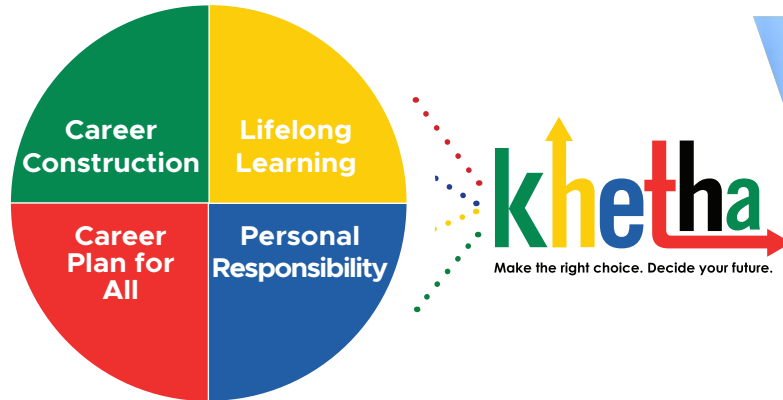 Career
Construction
Lifelong
Learning
Career
Plan for
All
Personal
Responsibility
khetha
Make the right choice. Decide your future.